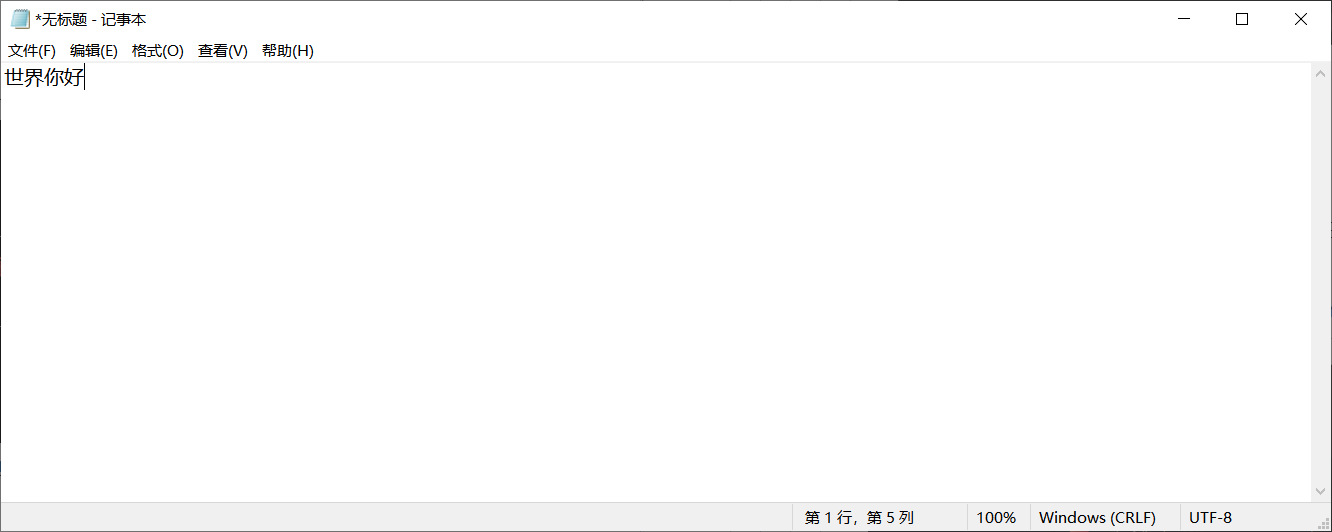 *无标题 - 记事本
文件(F) 编辑(E) 格式(O) 查看(V) 帮助(H)
世界你好
第 1 行，第 5 列 100% Windows (CRLF) UTF-8